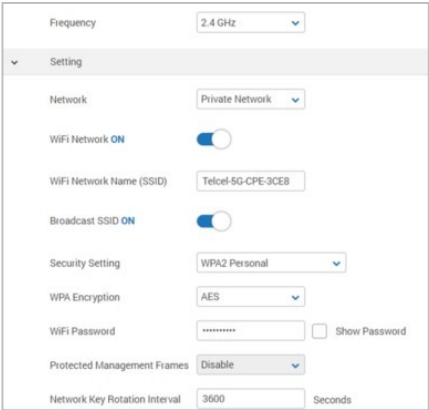 Frequency 2.4 GHz
Setting
Network Private Network
WiFi Network ON
WiFi Network Name (SSID) Telcel-5G-CPE-3CE8
Broadcast SSID ON
Security Setting WPA2 Personal
WPA Encryption AES
WiFi Password •••••••••• Show Password
Protected Management Frames Disable
Network Key Rotation Interval 3600 Seconds